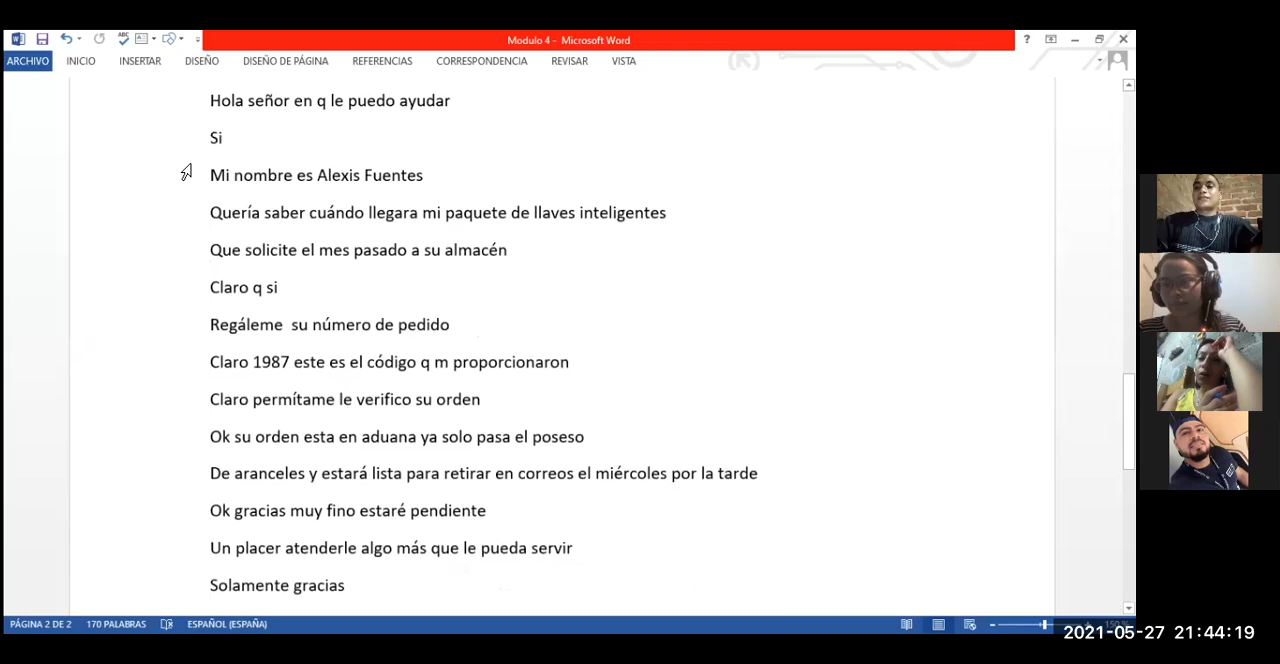 Modulo 4 - Microsoft Word
ARCHIVO INICIO INSERTAR DISEÑO DISEÑO DE PÁGINA REFERENCIAS CORRESPONDENCIA REVISAR VISTA
Hola señor en q le puedo ayudar
Si
Mi nombre es Alexis Fuentes
Quería saber cuándo llegara mi paquete de llaves inteligentes
Que solicite el mes pasado a su almacén
Claro q si
Regáleme  su número de pedido
Claro 1987 este es el código q m proporcionaron
Claro permítame le verifico su orden
Ok su orden esta en aduana ya solo pasa el poseso
De aranceles y estará lista para retirar en correos el miércoles por la tarde
Ok gracias muy fino estaré pendiente
Un placer atenderle algo más que le pueda servir
Solamente gracias
PÁGINA 2 DE 2 170 PALABRAS ESPAÑOL (ESPAÑA) 150 %
2021-05-27 21:44:19